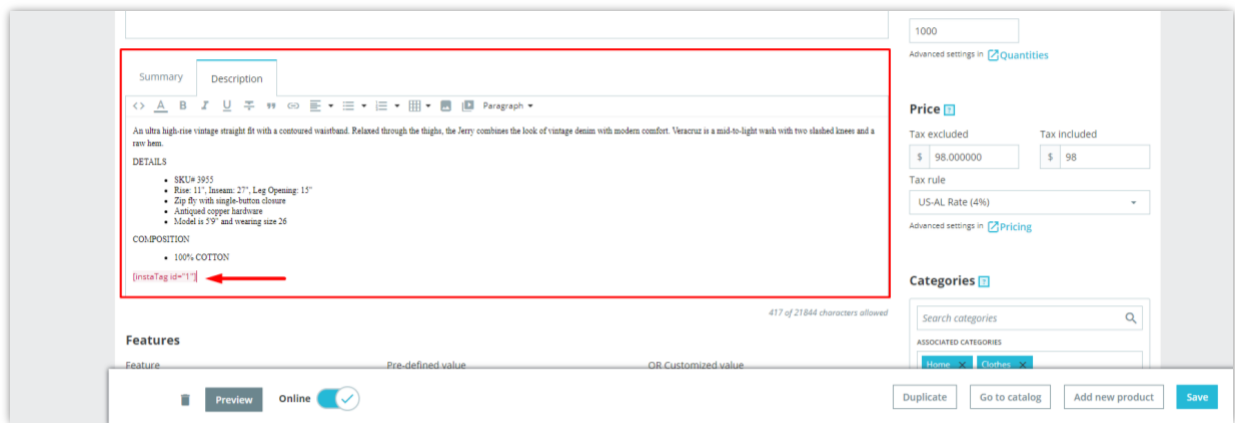 1000
Advanced settings in Quantities
Summary
Description
Paragraph
An ultra high-rise vintage straight fit with a contoured waistband. Relaxed through the thighs, the Jerry combines the look of vintage denim with modern comfort. Veracruz is a mid-to-light wash with two slashed knees and a
raw hem.
DETAILS
• SKU# 3955
• Rise: 11", Inseam: 27", Leg Opening: 15"
• Zip fly with single-button closure
• Antiqued copper hardware
• Model is 5'9" and wearing size 26
COMPOSITION
• 100% COTTON
[instaTag id="1"]
417 of 21844 characters allowed
Features
Feature
Pre-defined value
OR Customized value
Price ?
Tax excluded
Tax included
$ 98.000000
$ 98
Tax rule
US-AL Rate (4%)
Advanced settings in Pricing
Categories ?
Search categories
ASSOCIATED CATEGORIES
Home ×
Clothes ×
Preview
Online
Duplicate
Go to catalog
Add new product
Save